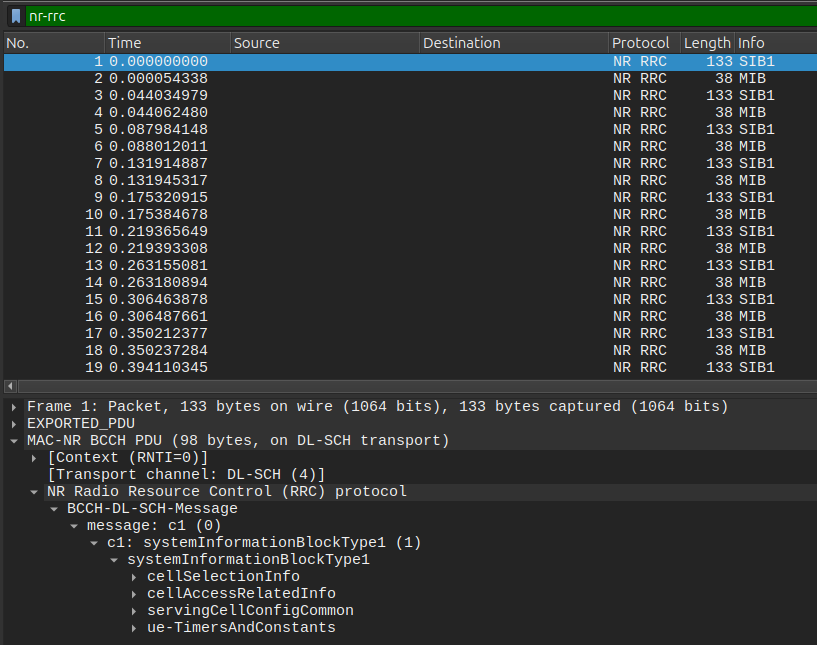 nr-rrc
No. Time Source Destination Protocol Length Info
1 0.000000000 NR RRC 133 SIB1
2 0.000054338 NR RRC 38 MIB
3 0.044034979 NR RRC 133 SIB1
4 0.044062480 NR RRC 38 MIB
5 0.087984148 NR RRC 133 SIB1
6 0.088012011 NR RRC 38 MIB
7 0.131914887 NR RRC 133 SIB1
8 0.131945317 NR RRC 38 MIB
9 0.175320915 NR RRC 133 SIB1
10 0.175384678 NR RRC 38 MIB
11 0.219365649 NR RRC 133 SIB1
12 0.219393308 NR RRC 38 MIB
13 0.263155081 NR RRC 133 SIB1
14 0.263180894 NR RRC 38 MIB
15 0.306463878 NR RRC 133 SIB1
16 0.306487661 NR RRC 38 MIB
17 0.350212377 NR RRC 133 SIB1
18 0.350237284 NR RRC 38 MIB
19 0.394110345 NR RRC 133 SIB1
Frame 1: Packet, 133 bytes on wire (1064 bits), 133 bytes captured (1064 bits)
EXPORTED_PDU
MAC-NR BCCH PDU (98 bytes, on DL-SCH transport)
[Context (RNTI=0)]
[Transport channel: DL-SCH (4)]
NR Radio Resource Control (RRC) protocol
BCCH-DL-SCH-Message
message: c1 (0)
c1: systemInformationBlockType1 (1)
systemInformationBlockType1
cellSelectionInfo
cellAccessRelatedInfo
servingCellConfigCommon
ue-TimersAndConstants